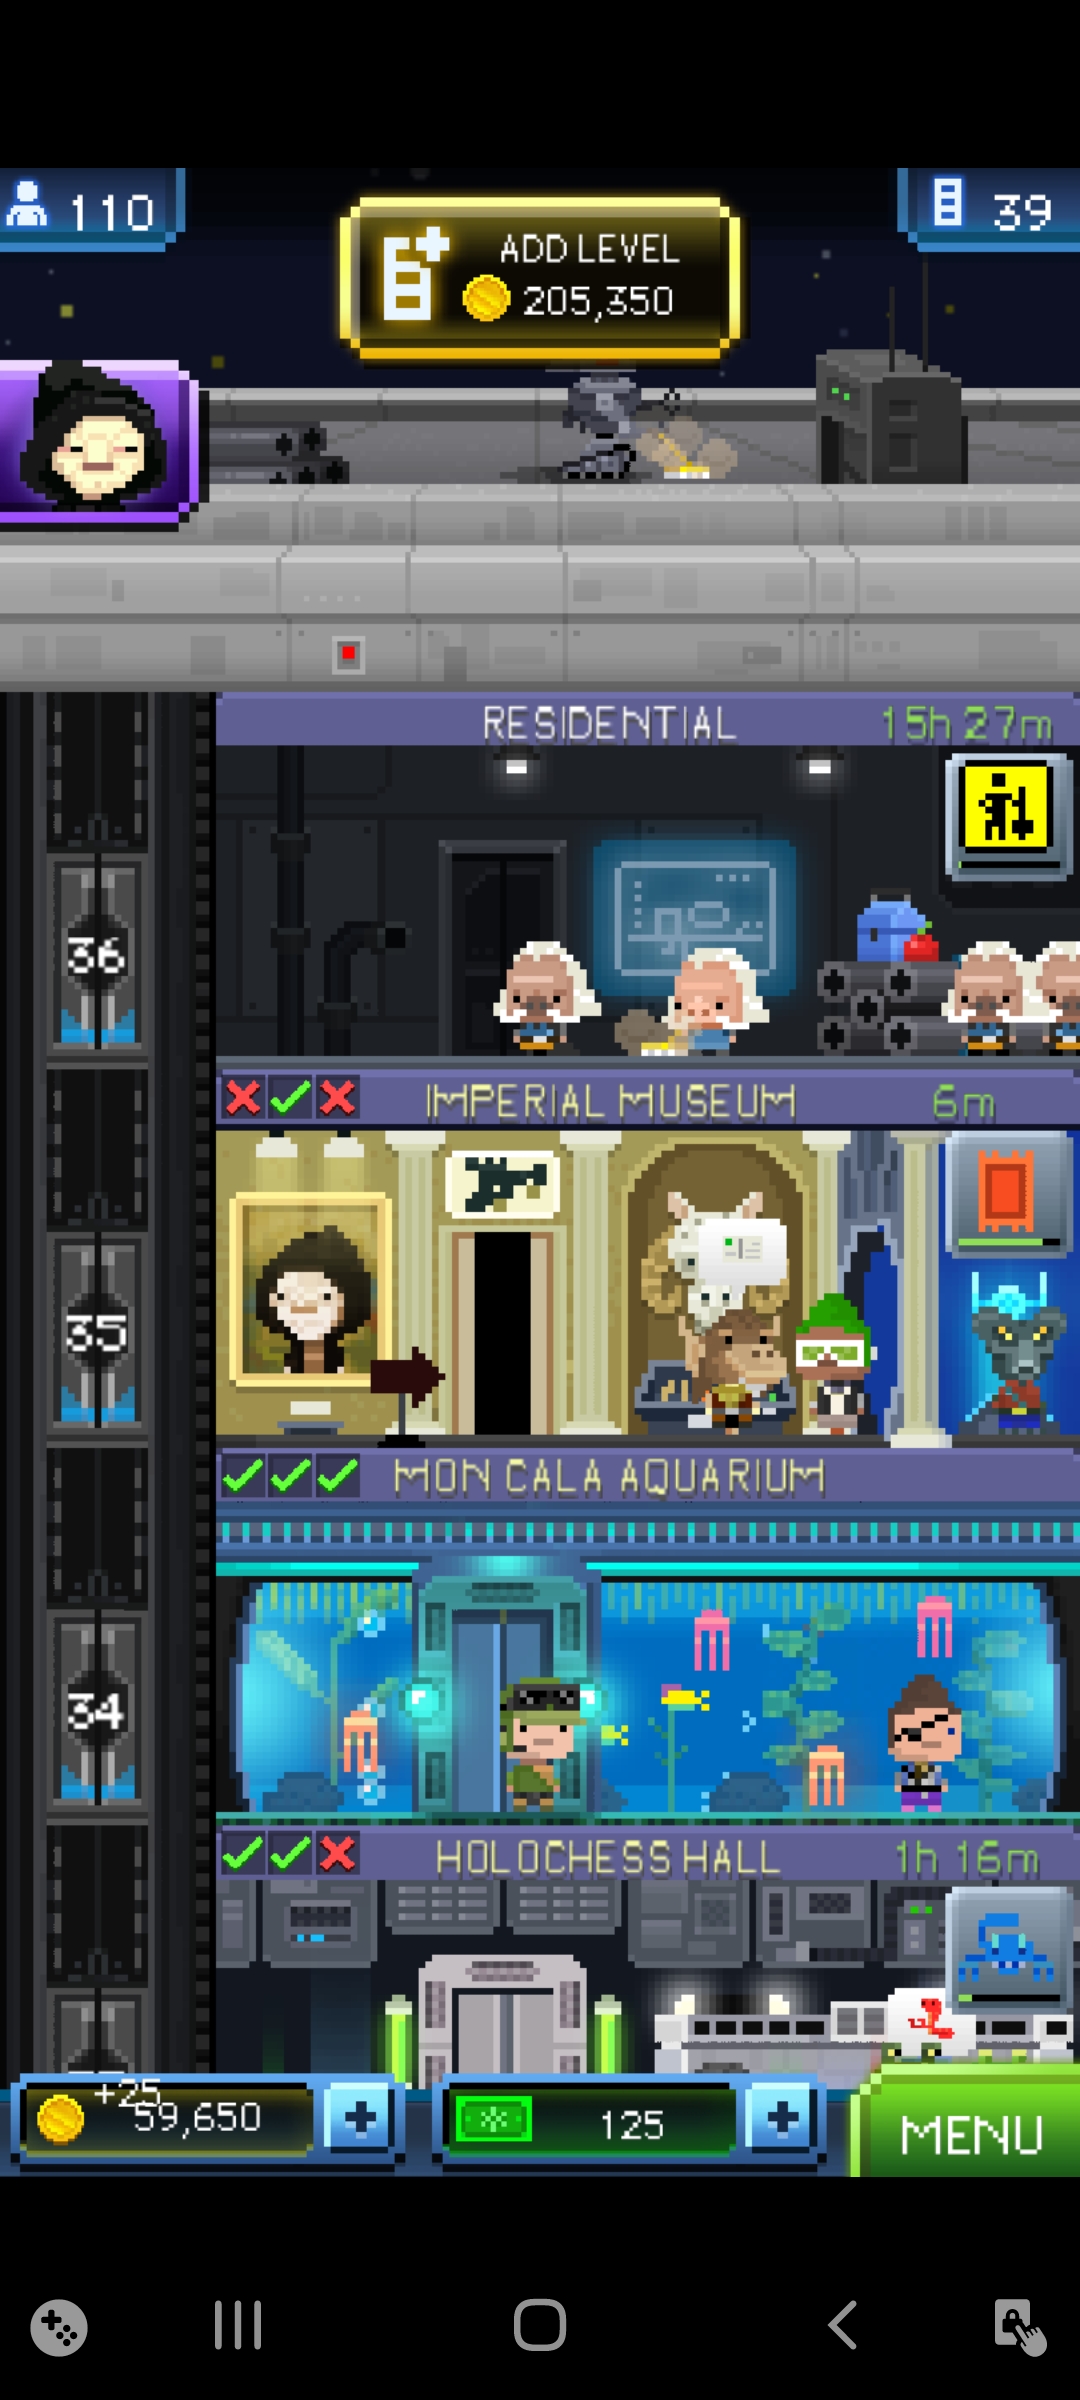 110
ADD LEVEL
205,350
39
RESIDENTIAL 15h 27m
36
IMPERIAL MUSEUM 6m
35
MON CALA AQUARIUM
34
HOLOCHESS HALL 1h 16m
+25
59,650
125
MENU